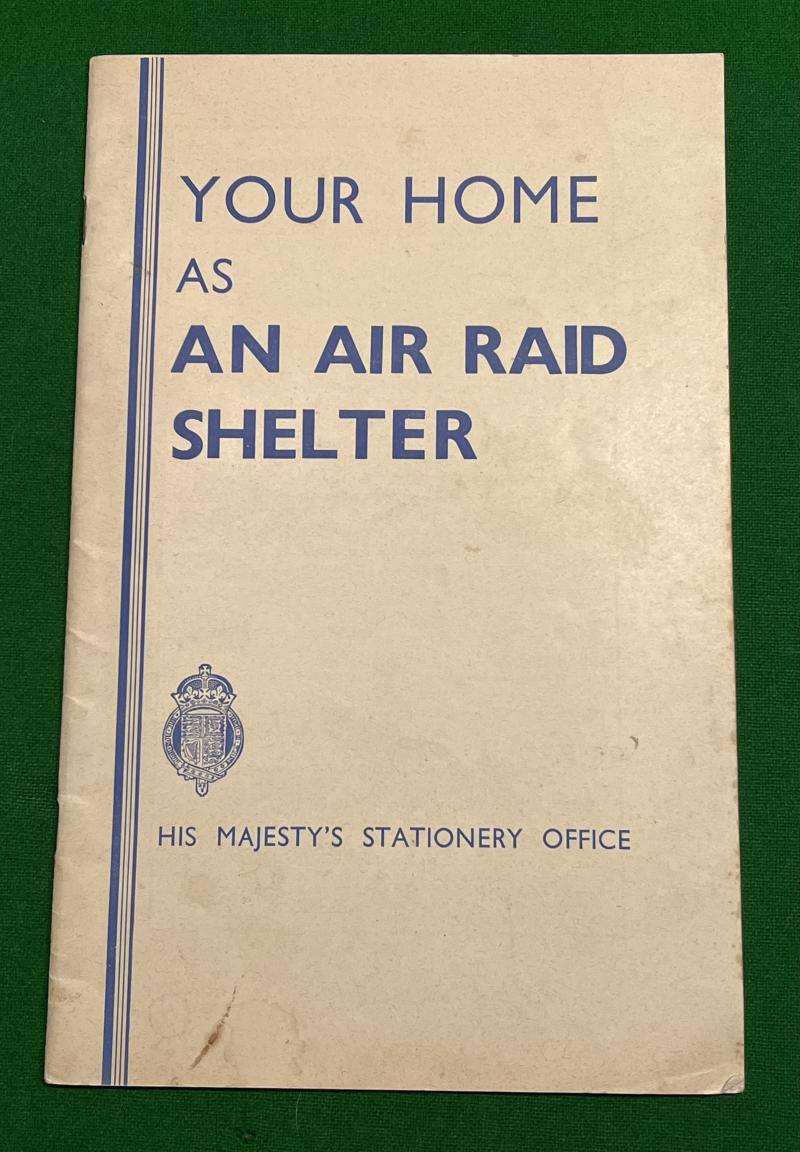 YOUR HOME
AS
AN AIR RAID
SHELTER
HIS MAJESTY'S STATIONERY OFFICE